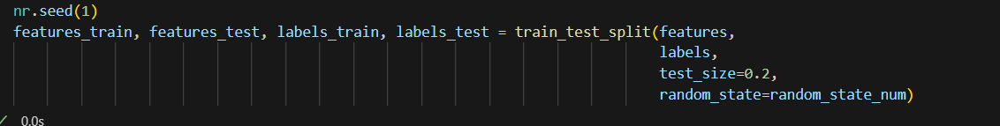 nr.seed(1)
features_train, features_test, labels_train, labels_test = train_test_split(features,
labels,
test_size=0.2,
random_state=random_state_num)
✓ 0.0s